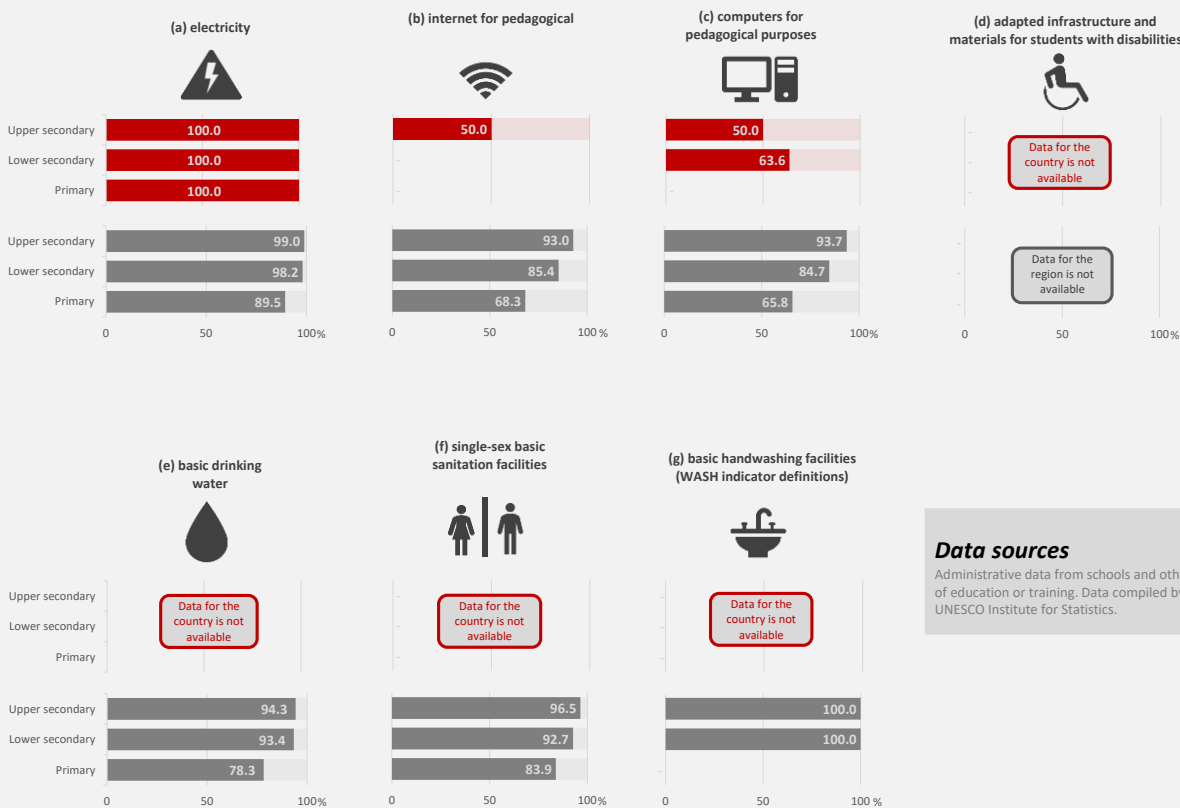 (a) electricity
(b) internet for pedagogical
(c) computers for
pedagogical purposes
(d) adapted infrastructure and
materials for students with disabilities
Upper secondary
100.0
50.0
50.0
Lower secondary
100.0
-
63.6
Primary
100.0
-
-
-
-
-
Data for the
country is not
available
Upper secondary
99.0
93.0
93.7
Lower secondary
98.2
85.4
84.7
Primary
89.5
68.3
65.8
-
-
-
Data for the
region is not
available
0 50 100%
0 50 100%
0 50 100%
0 50 100%
(e) basic drinking
water
(f) single-sex basic
sanitation facilities
(g) basic handwashing facilities
(WASH indicator definitions)
Upper secondary
Lower secondary
Primary
Data for the
country is not
available
-
-
-
Data for the
country is not
available
-
-
-
Data for the
country is not
available
Upper secondary
94.3
96.5
100.0
Lower secondary
93.4
92.7
100.0
Primary
78.3
83.9
-
0 50 100%
0 50 100%
0 50 100%
Data sources
Administrative data from schools and
of education or training. Data compiled
UNESCO Institute for Statistics.